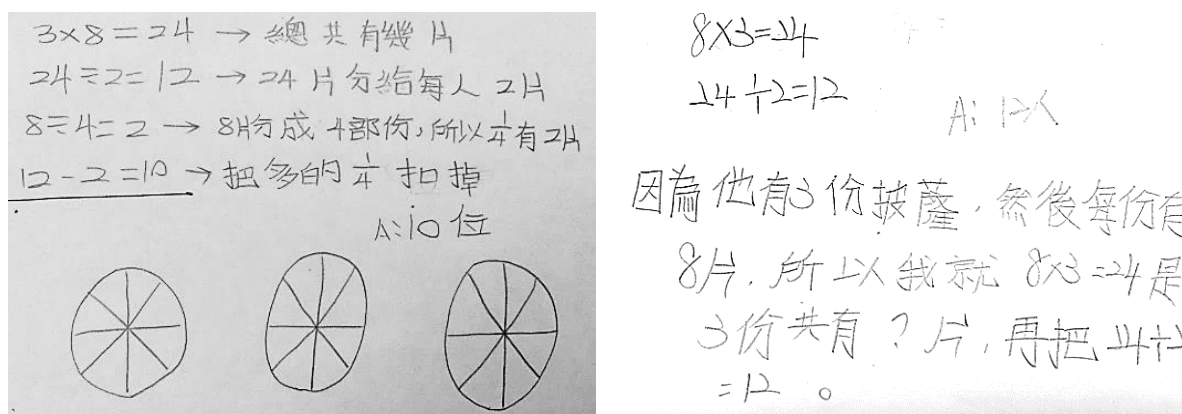 3×8=24 → 總共有幾片
24÷2=12 → 24片分給每人2片
8÷4=2 → 8片分成4部份,所以1/4有2片
12-2=10 → 把多的1/4扣掉
A:10位
8×3=24
24÷2=12
A:12人
因為他有3份披薩,然後每份有
8片,所以我就8×3=24是
3份共有?片,再把24÷2
=12。